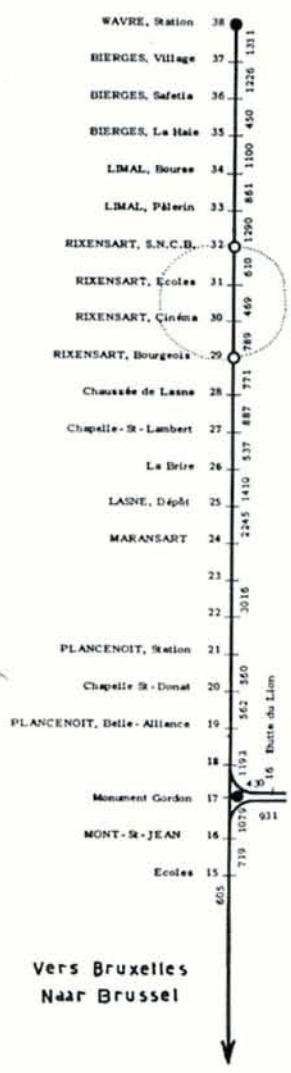 WAVRE, Station 38
1311
BIERGES, Village 37
1226
BIERGES, Safetia 36
450
BIERGES, La Haie 35
1100
LIMAL, Bourse 34
861
LIMAL, Pèlerin 33
1290
RIXENSART, S.N.C.B. 32
610
RIXENSART, Ecoles 31
469
RIXENSART, Cinéma 30
789
RIXENSART, Bourgeois 29
771
Chaussée de Lasne 28
887
Chapelle-St-Lambert 27
537
La Brire 26
1410
LASNE, Dépôt 25
2245
MARANSART 24
23
3016
22
PLANCENOIT, Station 21
560
Chapelle St-Donat 20
562
PLANCENOIT, Belle-Alliance 19
18
1193
16 Butte du Lion
430
Monument Gordon 17
931
1079
MONT-St-JEAN 16
719
Ecoles 15
605
Vers Bruxelles
Naar Brussel